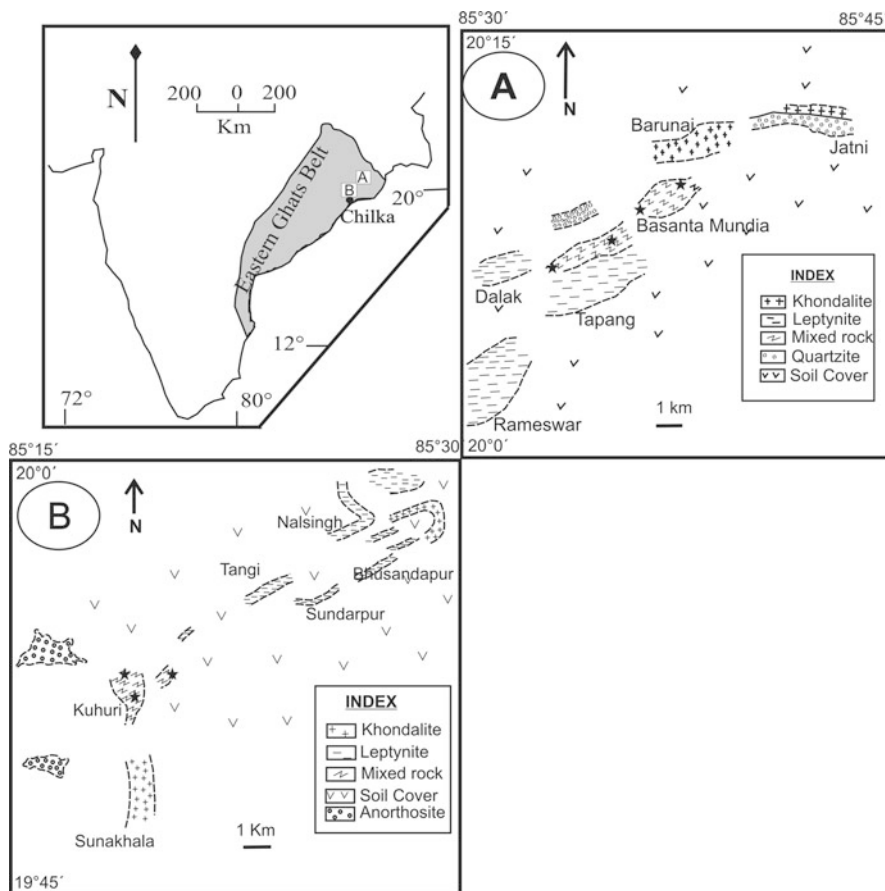 N
200 0 200
Km
Eastern Ghats Belt
A
B
Chilka
20°
12°
72°
80°
85°30´
85°45´
20°15´
A
N
Barunai
Jatni
Basanta Mundia
Dalak
Tapang
Rameswar
INDEX
Khondalite
Leptynite
Mixed rock
Quartzite
Soil Cover
1 km
20°0´
85°15´
85°30´
20°0´
B
N
Nalsingh
Tangi
Bhusandapur
Sundarpur
Kuhuri
Sunakhala
INDEX
Khondalite
Leptynite
Mixed rock
Soil Cover
Anorthosite
1 Km
19°45´